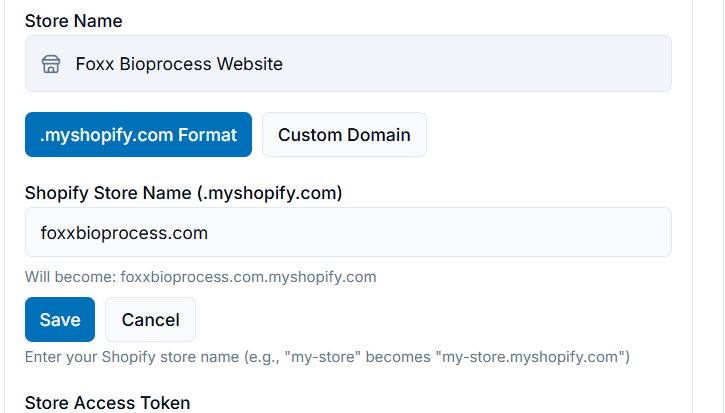 Store Name
Foxx Bioprocess Website
.myshopify.com Format Custom Domain
Shopify Store Name (.myshopify.com)
foxxbioprocess.com
Will become: foxxbioprocess.com.myshopify.com
Save Cancel
Enter your Shopify store name (e.g., "my-store" becomes "my-store.myshopify.com")
Store Access Token